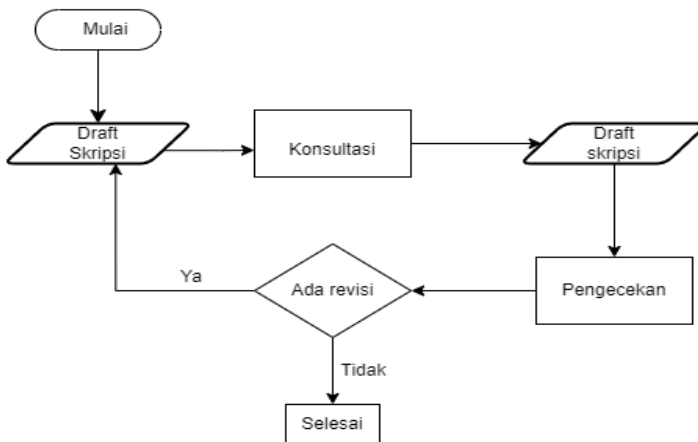 Mulai
Draft
Skripsi
Konsultasi
Draft
skripsi
Pengecekan
Ada revisi
Ya
Tidak
Selesai